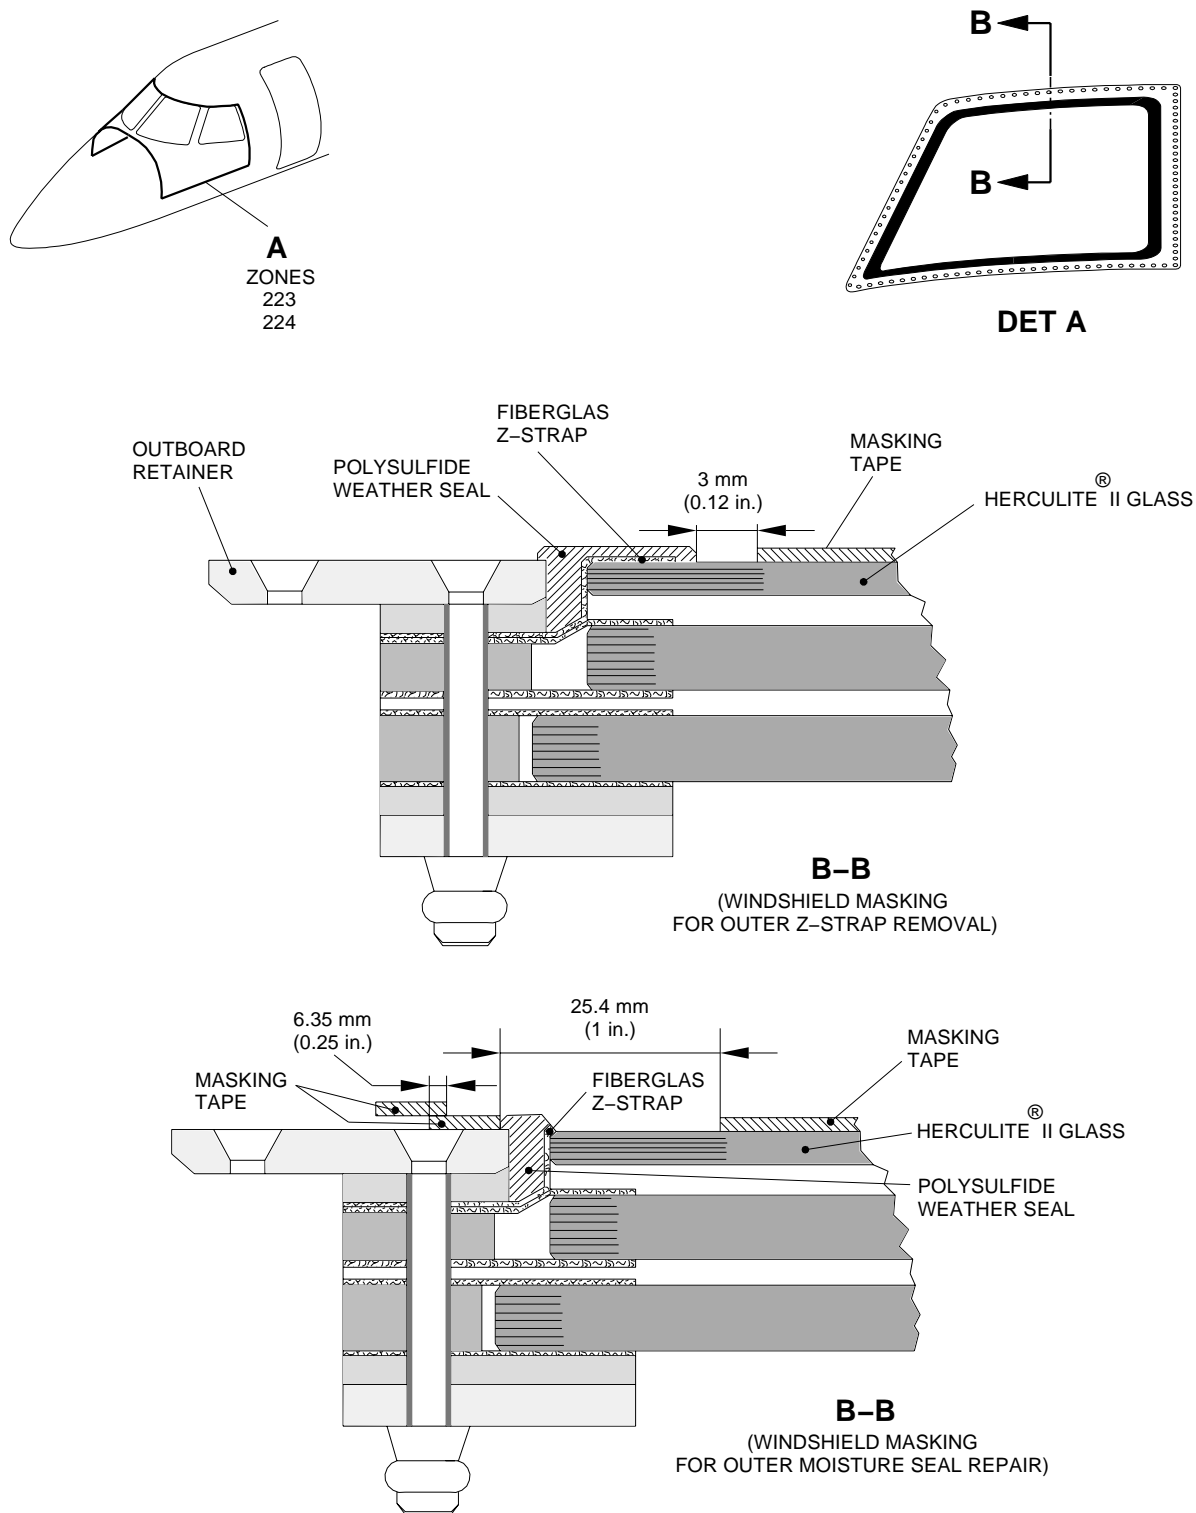 B
B
A
ZONES
223
224
DET A
FIBERGLAS
Z−STRAP
OUTBOARD
RETAINER
POLYSULFIDE
WEATHER SEAL
3 mm
(0.12 in.)
MASKING
TAPE
HERCULITE® II GLASS
B−B
(WINDSHIELD MASKING
FOR OUTER Z−STRAP REMOVAL)
6.35 mm
(0.25 in.)
25.4 mm
(1 in.)
MASKING
TAPE
MASKING
TAPE
FIBERGLAS
Z−STRAP
HERCULITE® II GLASS
POLYSULFIDE
WEATHER SEAL
B−B
(WINDSHIELD MASKING
FOR OUTER MOISTURE SEAL REPAIR)